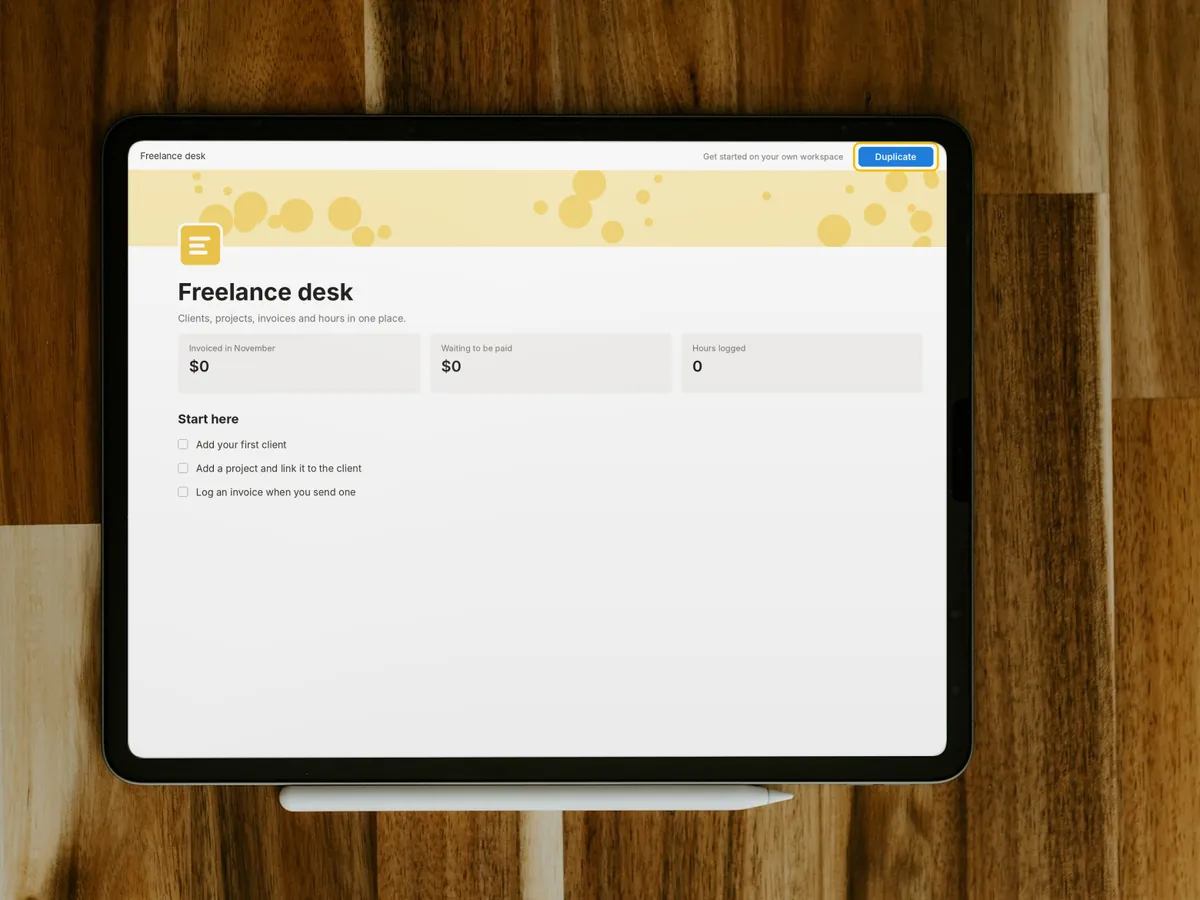 Freelance desk
Get started on your own workspace
Duplicate
Freelance desk
Clients, projects, invoices and hours in one place.
Invoiced in November
$0
Waiting to be paid
$0
Hours logged
0
Start here
Add your first client
Add a project and link it to the client
Log an invoice when you send one